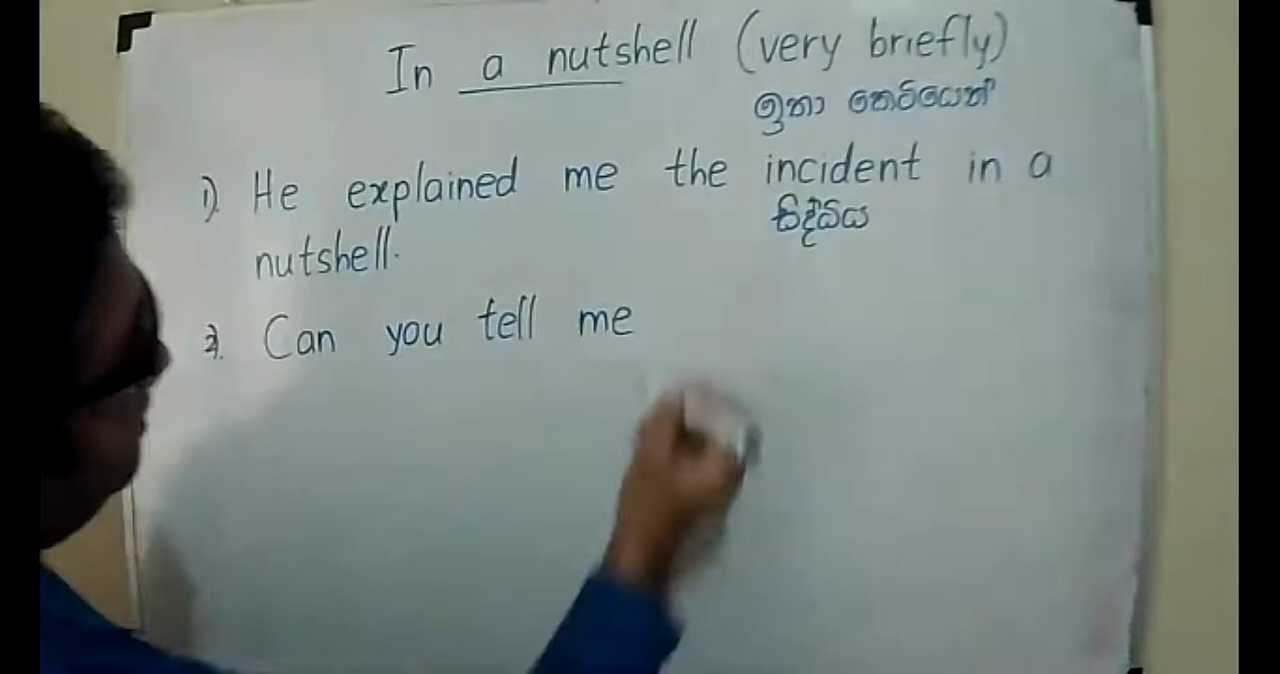 In a nutshell (very briefly)
ඉතා කෙටියෙන්
1). He explained me the incident in a
සිද්ධිය
nutshell.
2. Can you tell me